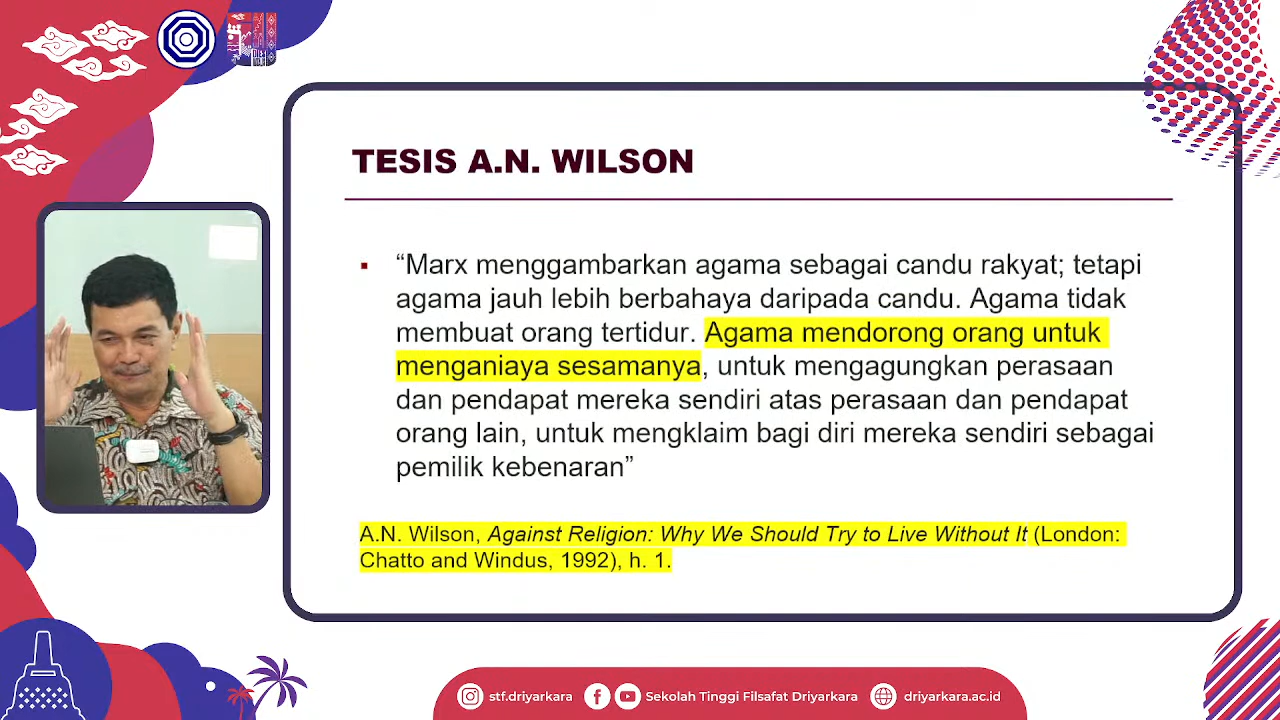 TESIS A.N. WILSON
“Marx menggambarkan agama sebagai candu rakyat; tetapi
agama jauh lebih berbahaya daripada candu. Agama tidak
membuat orang tertidur. Agama mendorong orang untuk
menganiaya sesamanya, untuk mengagungkan perasaan
dan pendapat mereka sendiri atas perasaan dan pendapat
orang lain, untuk mengklaim bagi diri mereka sendiri sebagai
pemilik kebenaran”
A.N. Wilson, Against Religion: Why We Should Try to Live Without It (London:
Chatto and Windus, 1992), h. 1.
stf.driyarkara Sekolah Tinggi Filsafat Driyarkara driyarkara.ac.id